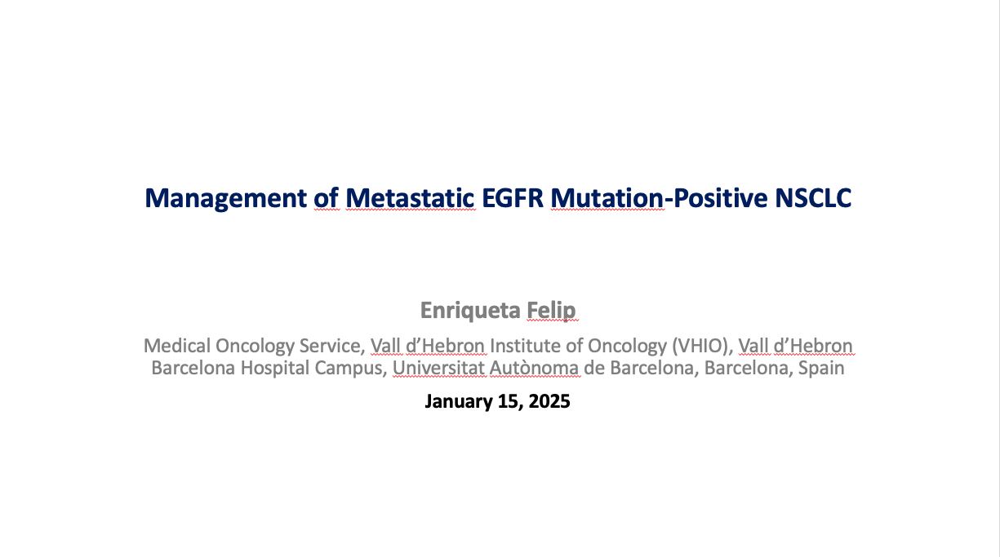 Management of Metastatic EGFR Mutation-Positive NSCLC
Enriqueta Felip
Medical Oncology Service, Vall d’Hebron Institute of Oncology (VHIO), Vall d’Hebron
Barcelona Hospital Campus, Universitat Autònoma de Barcelona, Barcelona, Spain
January 15, 2025